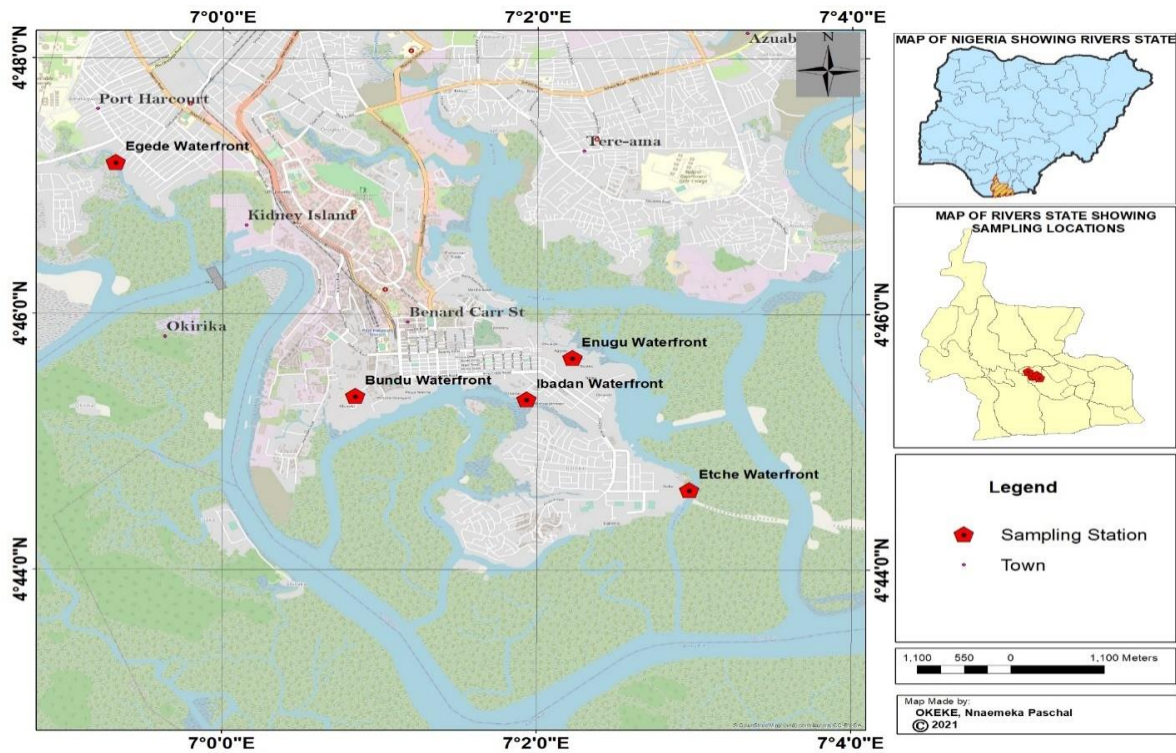 7°0'0"E
7°2'0"E
7°4'0"E
4°48'0"N
4°46'0"N
4°44'0"N
Azuab
N
Port Harcourt
Egede Waterfront
Tere-ama
Kidney Island
Benard Carr St
Okirika
Enugu Waterfront
Bundu Waterfront
Ibadan Waterfront
Etche Waterfront
4°48'0"N
4°46'0"N
4°44'0"N
7°0'0"E
7°2'0"E
7°4'0"E
MAP OF NIGERIA SHOWING RIVERS STATE
MAP OF RIVERS STATE SHOWING
SAMPLING LOCATIONS
Legend
Sampling Station
Town
1,100 550 0 1,100 Meters
Map Made by:
OKEKE, Nnaemeka Paschal
© 2021